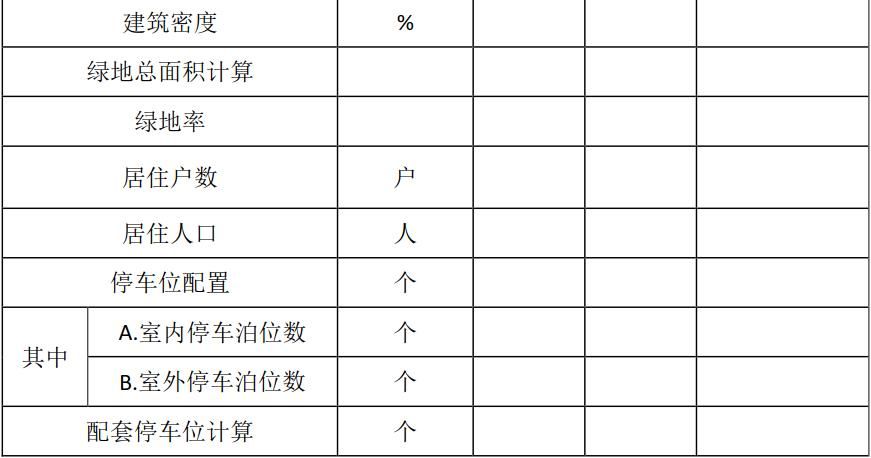 建筑密度 %
绿地总面积计算
绿地率
居住户数 户
居住人口 人
停车位配置 个
其中
A.室内停车泊位数 个
B.室外停车泊位数 个
配套停车位计算 个